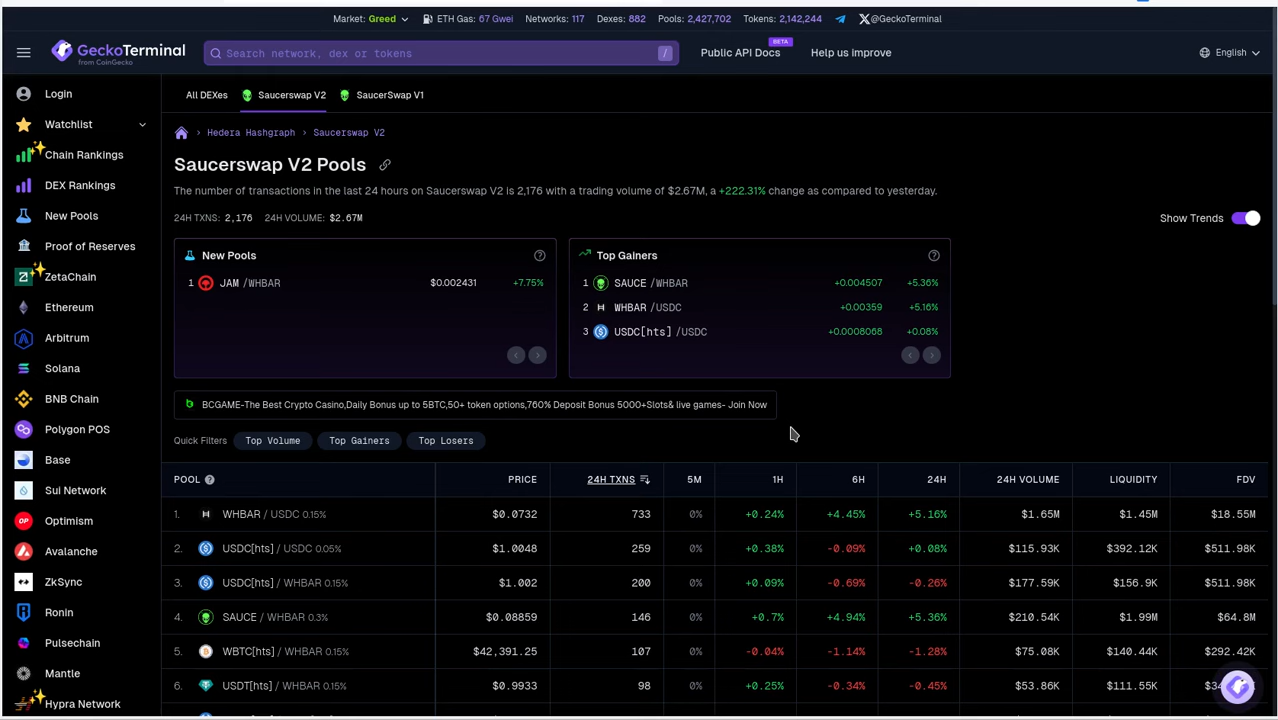 Market: Greed ETH Gas: 67 Gwei Networks: 117 Dexes: 882 Pools: 2,427,702 Tokens: 2,142,244 @GeckoTerminal
GeckoTerminal
from CoinGecko
Search network, dex or tokens /
Public API Docs BETA Help us improve English
Login
Watchlist
Chain Rankings
DEX Rankings
New Pools
Proof of Reserves
ZetaChain
Ethereum
Arbitrum
Solana
BNB Chain
Polygon POS
Base
Sui Network
Optimism
Avalanche
ZkSync
Ronin
Pulsechain
Mantle
Hypra Network
All DEXes Saucerswap V2 SaucerSwap V1
Hedera Hashgraph > Saucerswap V2
Saucerswap V2 Pools
The number of transactions in the last 24 hours on Saucerswap V2 is 2,176 with a trading volume of $2.67M, a +222.31% change as compared to yesterday.
24H TXNS: 2,176 24H VOLUME: $2.67M Show Trends
New Pools
1 JAM /WHBAR $0.002431 +7.75%
Top Gainers
1 SAUCE /WHBAR +0.004507 +5.36%
2 WHBAR /USDC +0.00359 +5.16%
3 USDC[hts] /USDC +0.0008068 +0.08%
BCGAME-The Best Crypto Casino,Daily Bonus up to 5BTC,50+ token options,760% Deposit Bonus 5000+Slots& live games- Join Now
Quick Filters Top Volume Top Gainers Top Losers
POOL PRICE 24H TXNS 5M 1H 6H 24H 24H VOLUME LIQUIDITY FDV
1. WHBAR / USDC 0.15% $0.0732 733 0% +0.24% +4.45% +5.16% $1.65M $1.45M $18.55M
2. USDC[hts] / USDC 0.05% $1.0048 259 0% +0.38% -0.09% +0.08% $115.93K $392.12K $511.98K
3. USDC[hts] / WHBAR 0.15% $1.002 200 0% +0.09% -0.69% -0.26% $177.59K $156.9K $511.98K
4. SAUCE / WHBAR 0.3% $0.08859 146 0% +0.7% +4.94% +5.36% $210.54K $1.99M $64.8M
5. WBTC[hts] / WHBAR 0.15% $42,391.25 107 0% -0.04% -1.14% -1.28% $75.08K $140.44K $292.42K
6. USDT[hts] / WHBAR 0.15% $0.9933 98 0% +0.25% -0.34% -0.45% $53.86K $111.55K